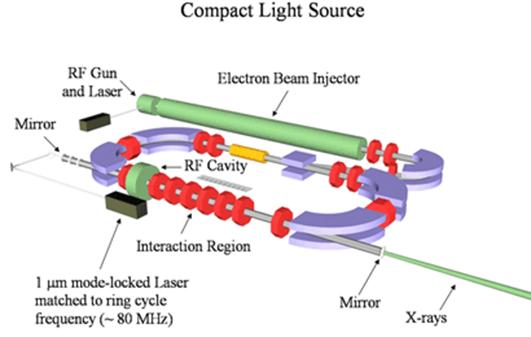 Compact Light Source
RF Gun
and Laser
Electron Beam Injector
Mirror
RF Cavity
Interaction Region
1 μm mode-locked Laser
matched to ring cycle
frequency (~ 80 MHz)
Mirror
X-rays